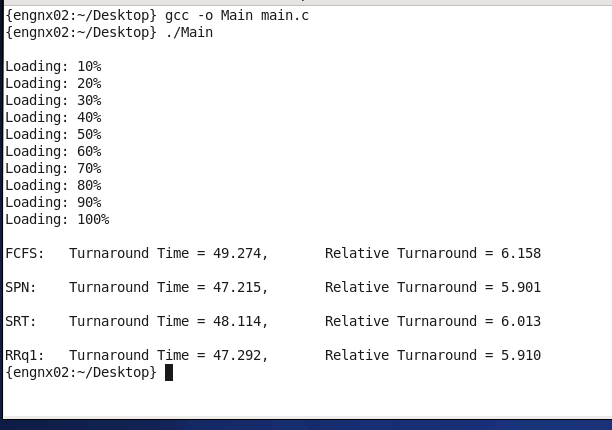 {engnx02:~/Desktop} gcc -o Main main.c
{engnx02:~/Desktop} ./Main
Loading: 10%
Loading: 20%
Loading: 30%
Loading: 40%
Loading: 50%
Loading: 60%
Loading: 70%
Loading: 80%
Loading: 90%
Loading: 100%
FCFS:   Turnaround Time = 49.274,       Relative Turnaround = 6.158
SPN:    Turnaround Time = 47.215,       Relative Turnaround = 5.901
SRT:    Turnaround Time = 48.114,       Relative Turnaround = 6.013
RRq1:   Turnaround Time = 47.292,       Relative Turnaround = 5.910
{engnx02:~/Desktop}